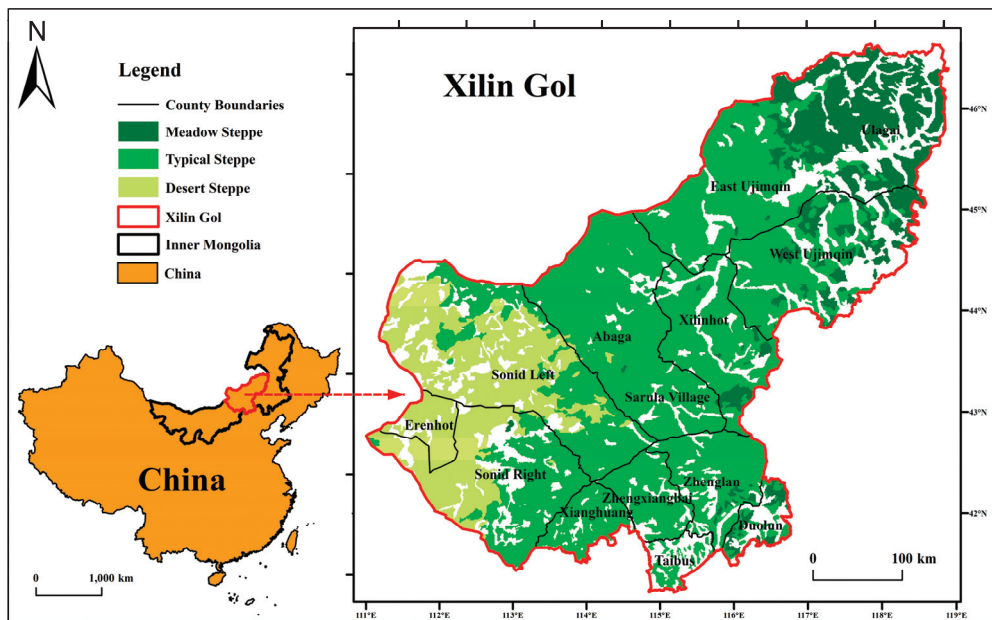 N
Legend
County Boundaries
Meadow Steppe
Typical Steppe
Desert Steppe
Xilin Gol
Inner Mongolia
China
China
0 1,000 km
Xilin Gol
Ulagai
East Ujimqin
West Ujimqin
Xilinhot
Abaga
Sonid Left
Sarula Village
Erenhot
Sonid Right
Zhenglan
Zhengxiangbai
Xianghuang
Duolun
Taibus
0 100 km
46°N
45°N
44°N
43°N
42°N
111°E 112°E 113°E 114°E 115°E 116°E 117°E 118°E 119°E